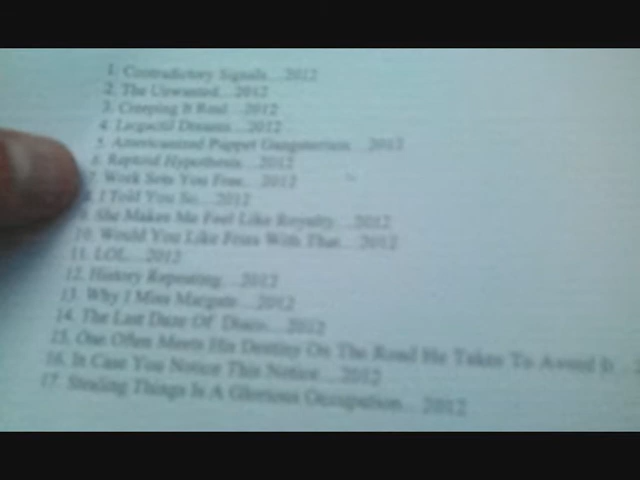 1. Contradictory Signals...2012
2. The Unwanted...2012
3. Creeping It Real...2012
4. Largactil Dreams...2012
5. Americanized Puppet Gangsterism...2012
6. Reptoid Hypothesis...2012
7. Work Sets You Free...2012
8. I Told You So...2012
9. She Makes Me Feel Like Royalty...2012
10. Would You Like Fries With That...2012
11. LOL...2012
12. History Repeating...2012
13. Why I Miss Margate...2012
14. The Last Daze Of Disco...2012
15. One Often Meets His Destiny On The Road He Takes To Avoid It...2
16. In Case You Notice This Notice...2012
17. Stealing Things Is A Glorious Occupation...2012